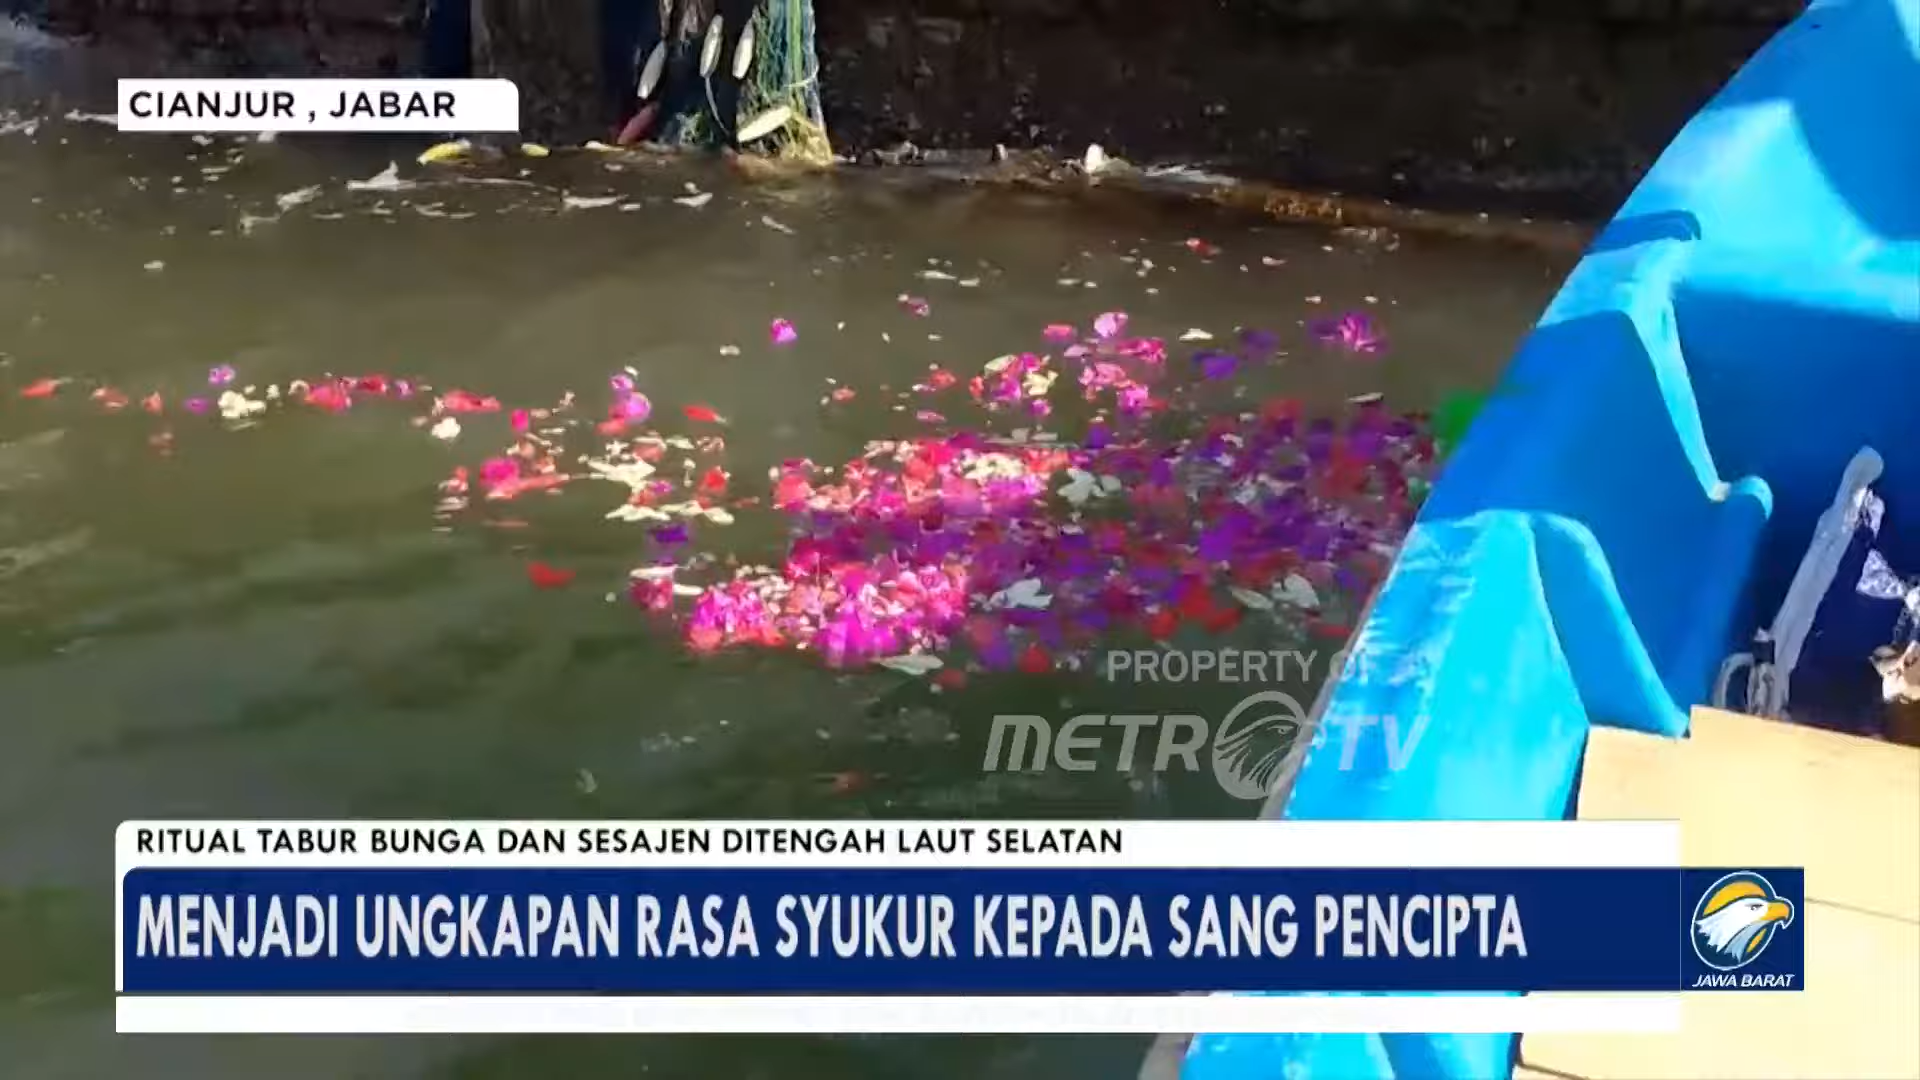 CIANJUR , JABAR
PROPERTY OF
METRO TV
RITUAL TABUR BUNGA DAN SESAJEN DITENGAH LAUT SELATAN
MENJADI UNGKAPAN RASA SYUKUR KEPADA SANG PENCIPTA
JAWA BARAT